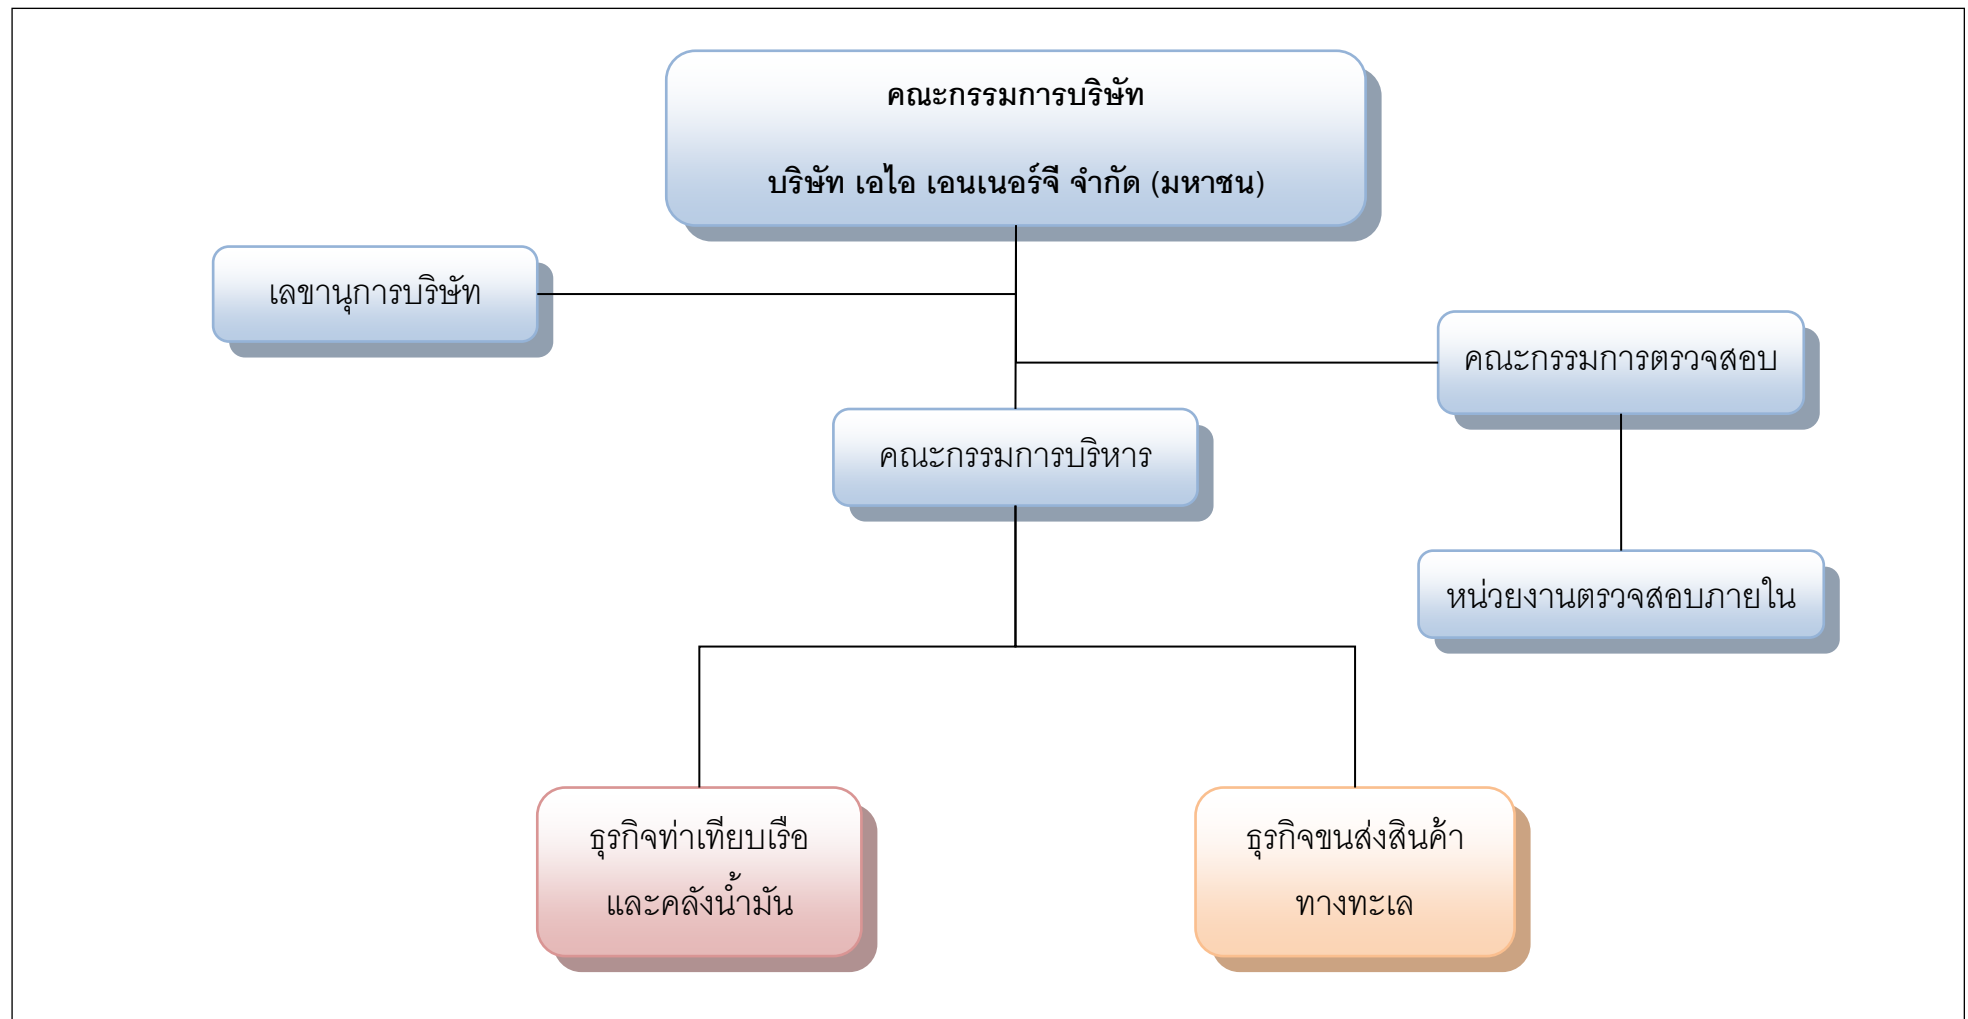 คณะกรรมการบริษัท
บริษัท เอไอ เอนเนอร์จี จำกัด (มหาชน)
เลขานุการบริษัท
คณะกรรมการตรวจสอบ
คณะกรรมการบริหาร
หน่วยงานตรวจสอบภายใน
ธุรกิจท่าเทียบเรือ
และคลังน้ำมัน
ธุรกิจขนส่งสินค้า
ทางทะเล